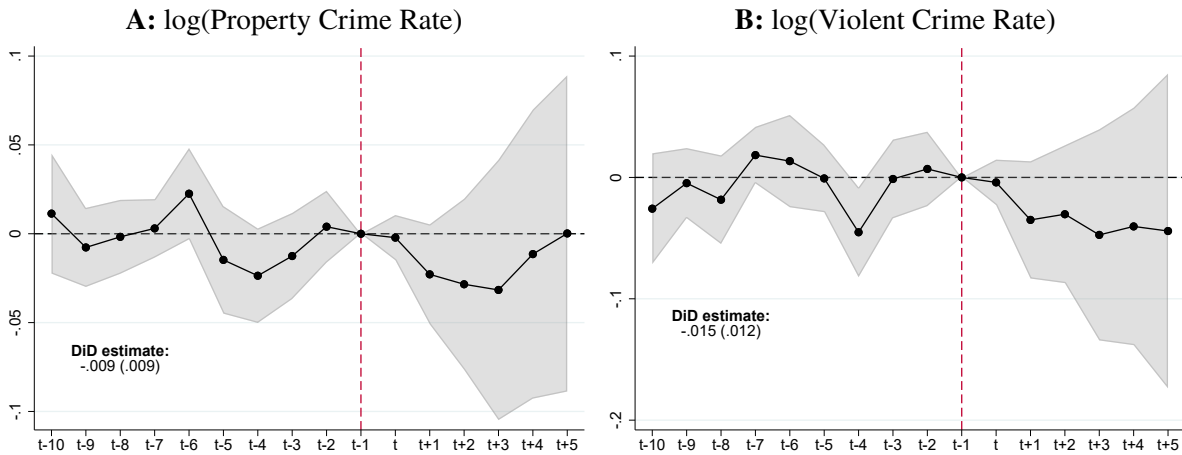 A: log(Property Crime Rate)
.1
.05
0
-.05
-.1
DiD estimate:
-.009 (.009)
t-10 t-9 t-8 t-7 t-6 t-5 t-4 t-3 t-2 t-1 t t+1 t+2 t+3 t+4 t+5
B: log(Violent Crime Rate)
.1
0
-.1
-.2
DiD estimate:
-.015 (.012)
t-10 t-9 t-8 t-7 t-6 t-5 t-4 t-3 t-2 t-1 t t+1 t+2 t+3 t+4 t+5